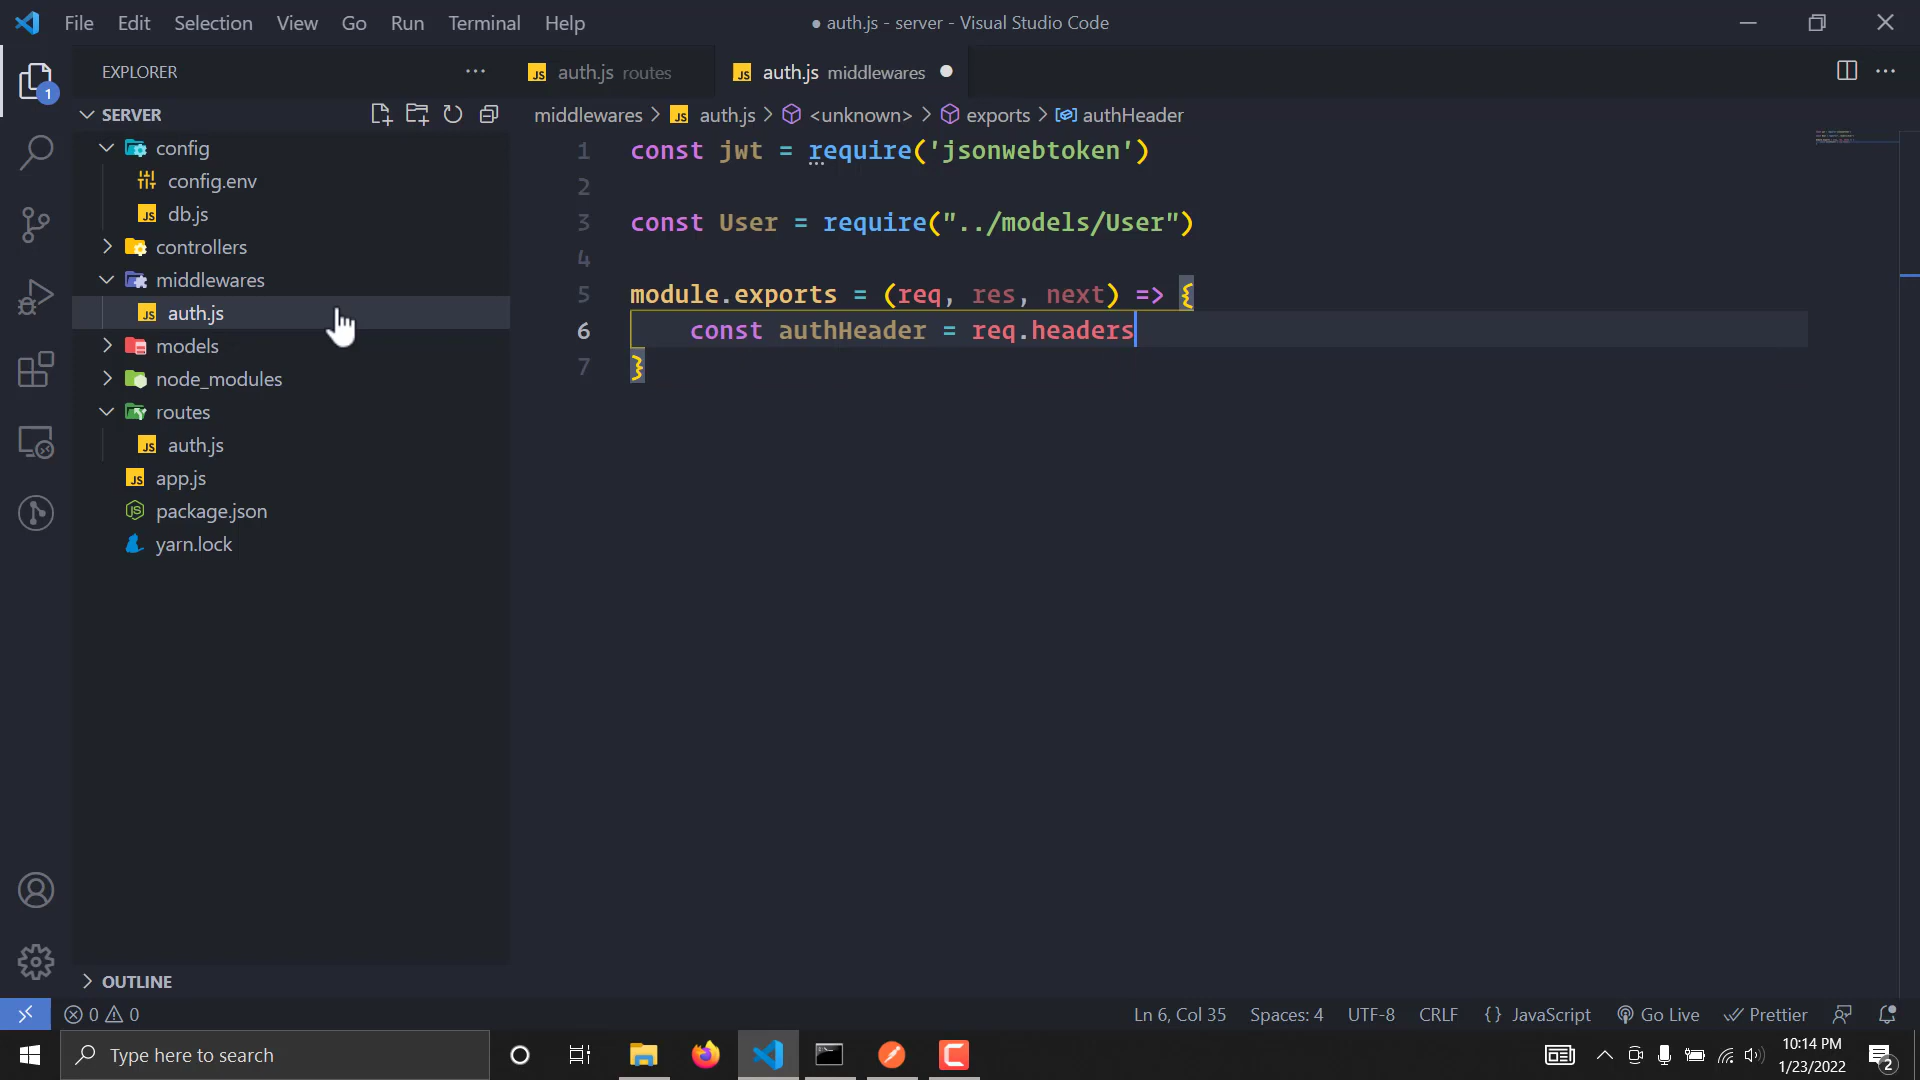 File Edit Selection View Go Run Terminal Help
● auth.js - server - Visual Studio Code
EXPLORER
auth.js routes
auth.js middlewares
1
SERVER
middlewares > auth.js > <unknown> > exports > authHeader
config
config.env
db.js
controllers
middlewares
auth.js
models
node_modules
routes
auth.js
app.js
package.json
yarn.lock
OUTLINE
1 const jwt = require('jsonwebtoken')
2
3 const User = require("../models/User")
4
5 module.exports = (req, res, next) => {
6 const authHeader = req.headers
7 }
0 0
Ln 6, Col 35 Spaces: 4 UTF-8 CRLF {} JavaScript Go Live Prettier
Type here to search
10:14 PM
1/23/2022
2